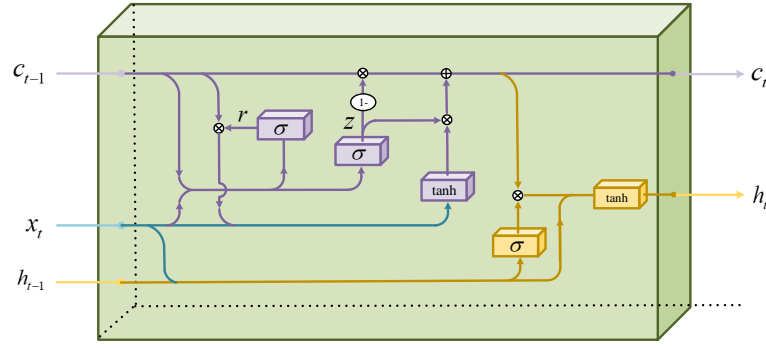 c_{t-1}
c_t
1-
r
σ
z
σ
tanh
h_t
tanh
x_t
σ
h_{t-1}